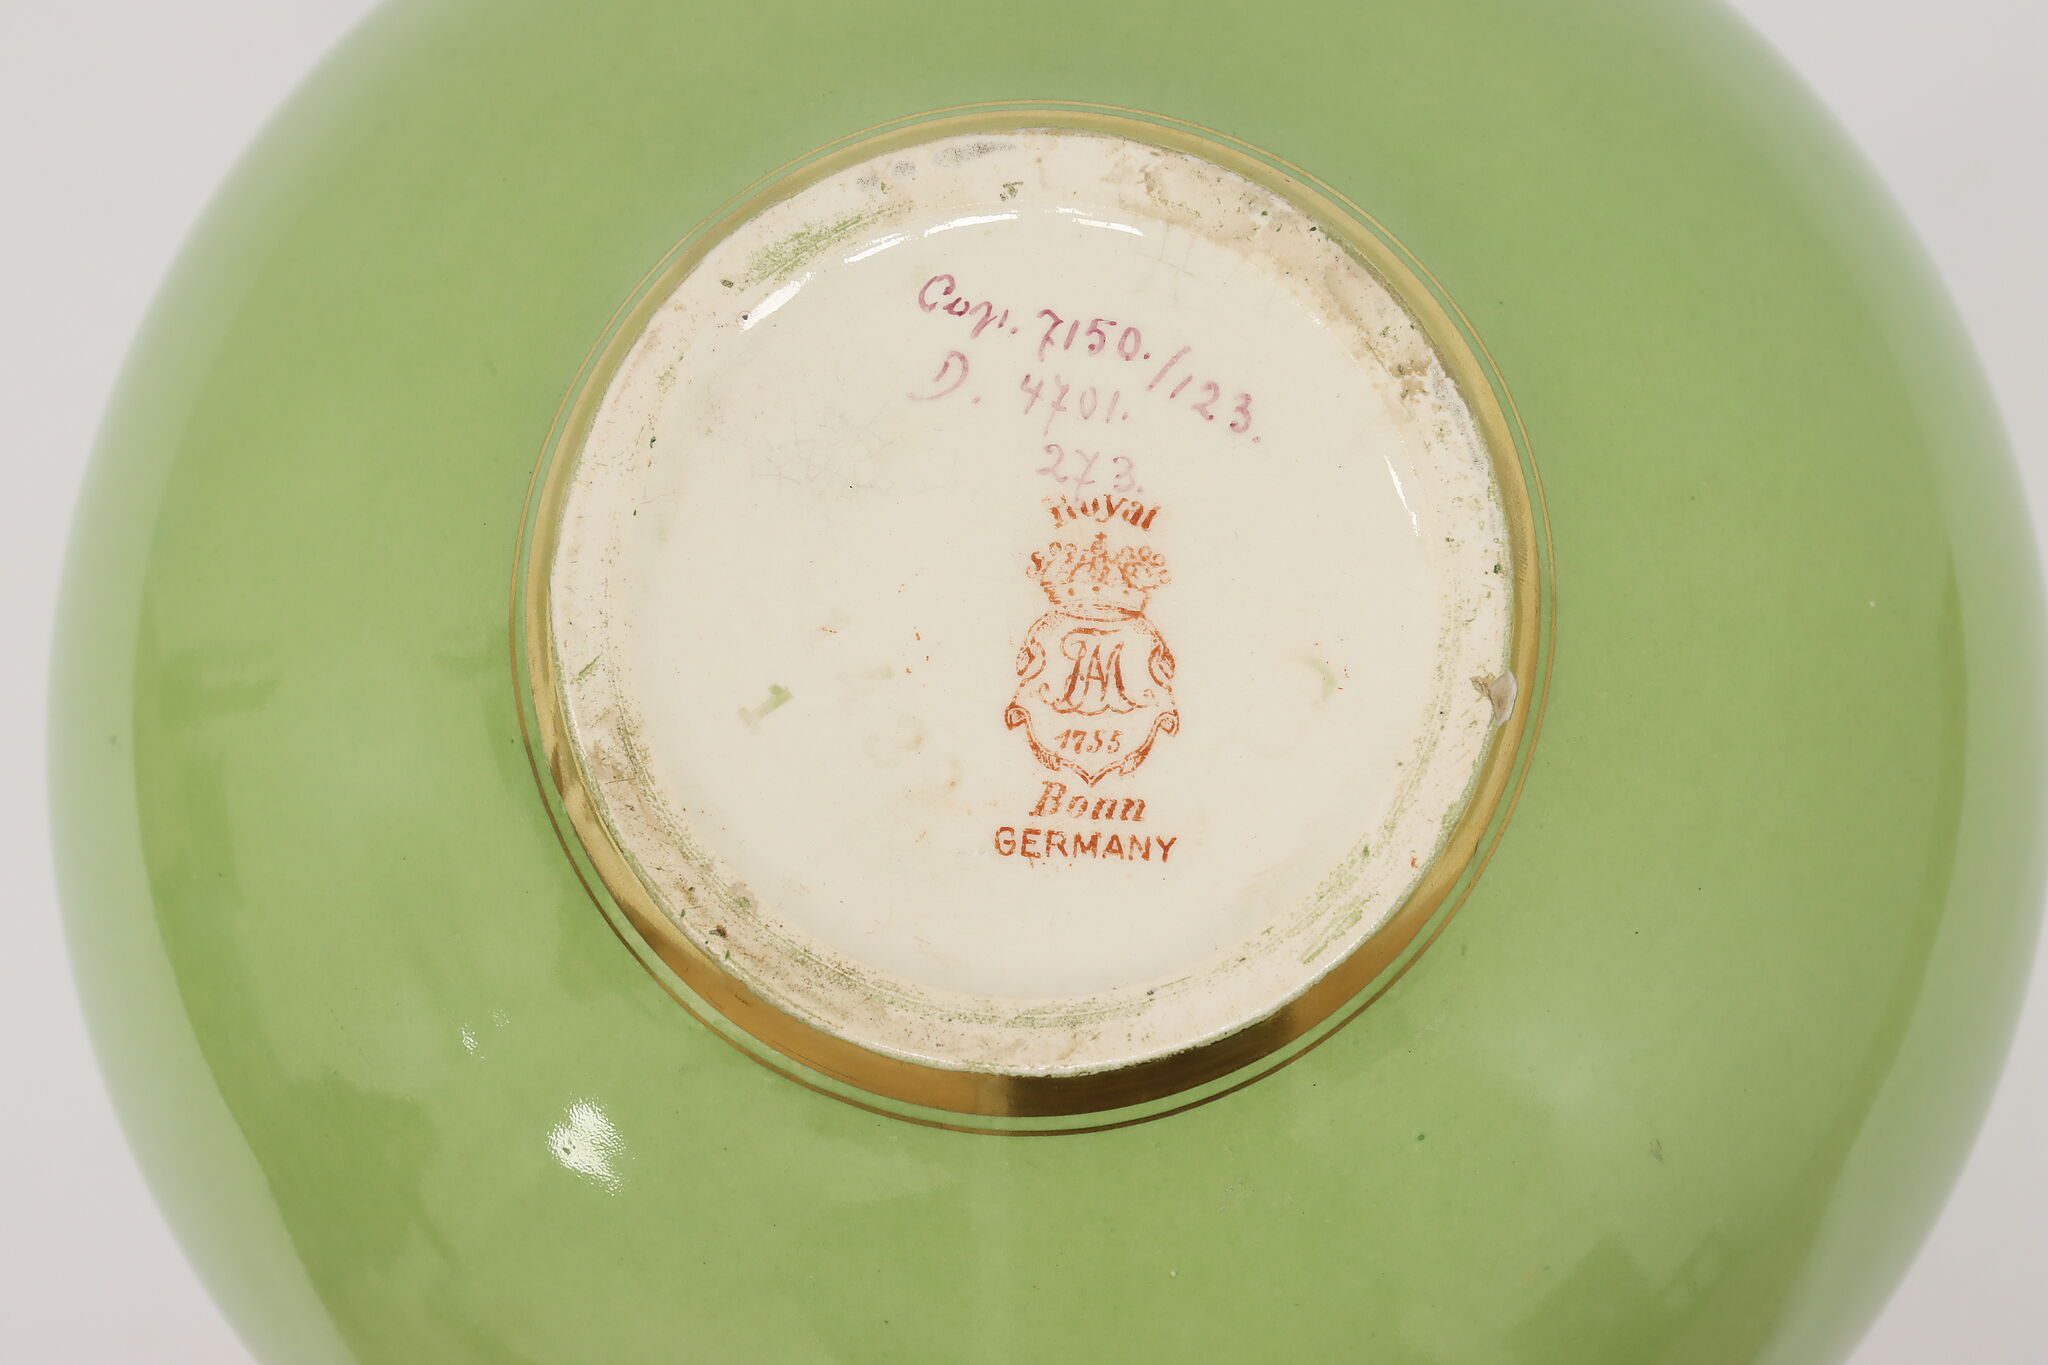 Cop. 7150./123.
D. 4701.
273.
Royal
1755
Bonn
GERMANY